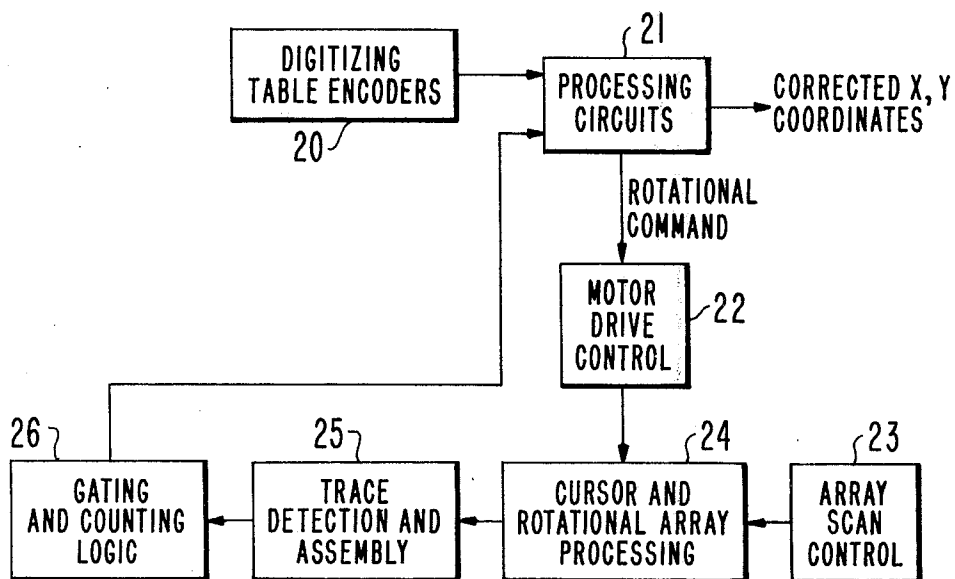 DIGITIZING
TABLE ENCODERS
20
21
PROCESSING
CIRCUITS
CORRECTED X, Y
COORDINATES
ROTATIONAL
COMMAND
MOTOR
DRIVE
CONTROL
22
26
GATING
AND COUNTING
LOGIC
25
TRACE
DETECTION AND
ASSEMBLY
24
CURSOR AND
ROTATIONAL ARRAY
PROCESSING
23
ARRAY
SCAN
CONTROL